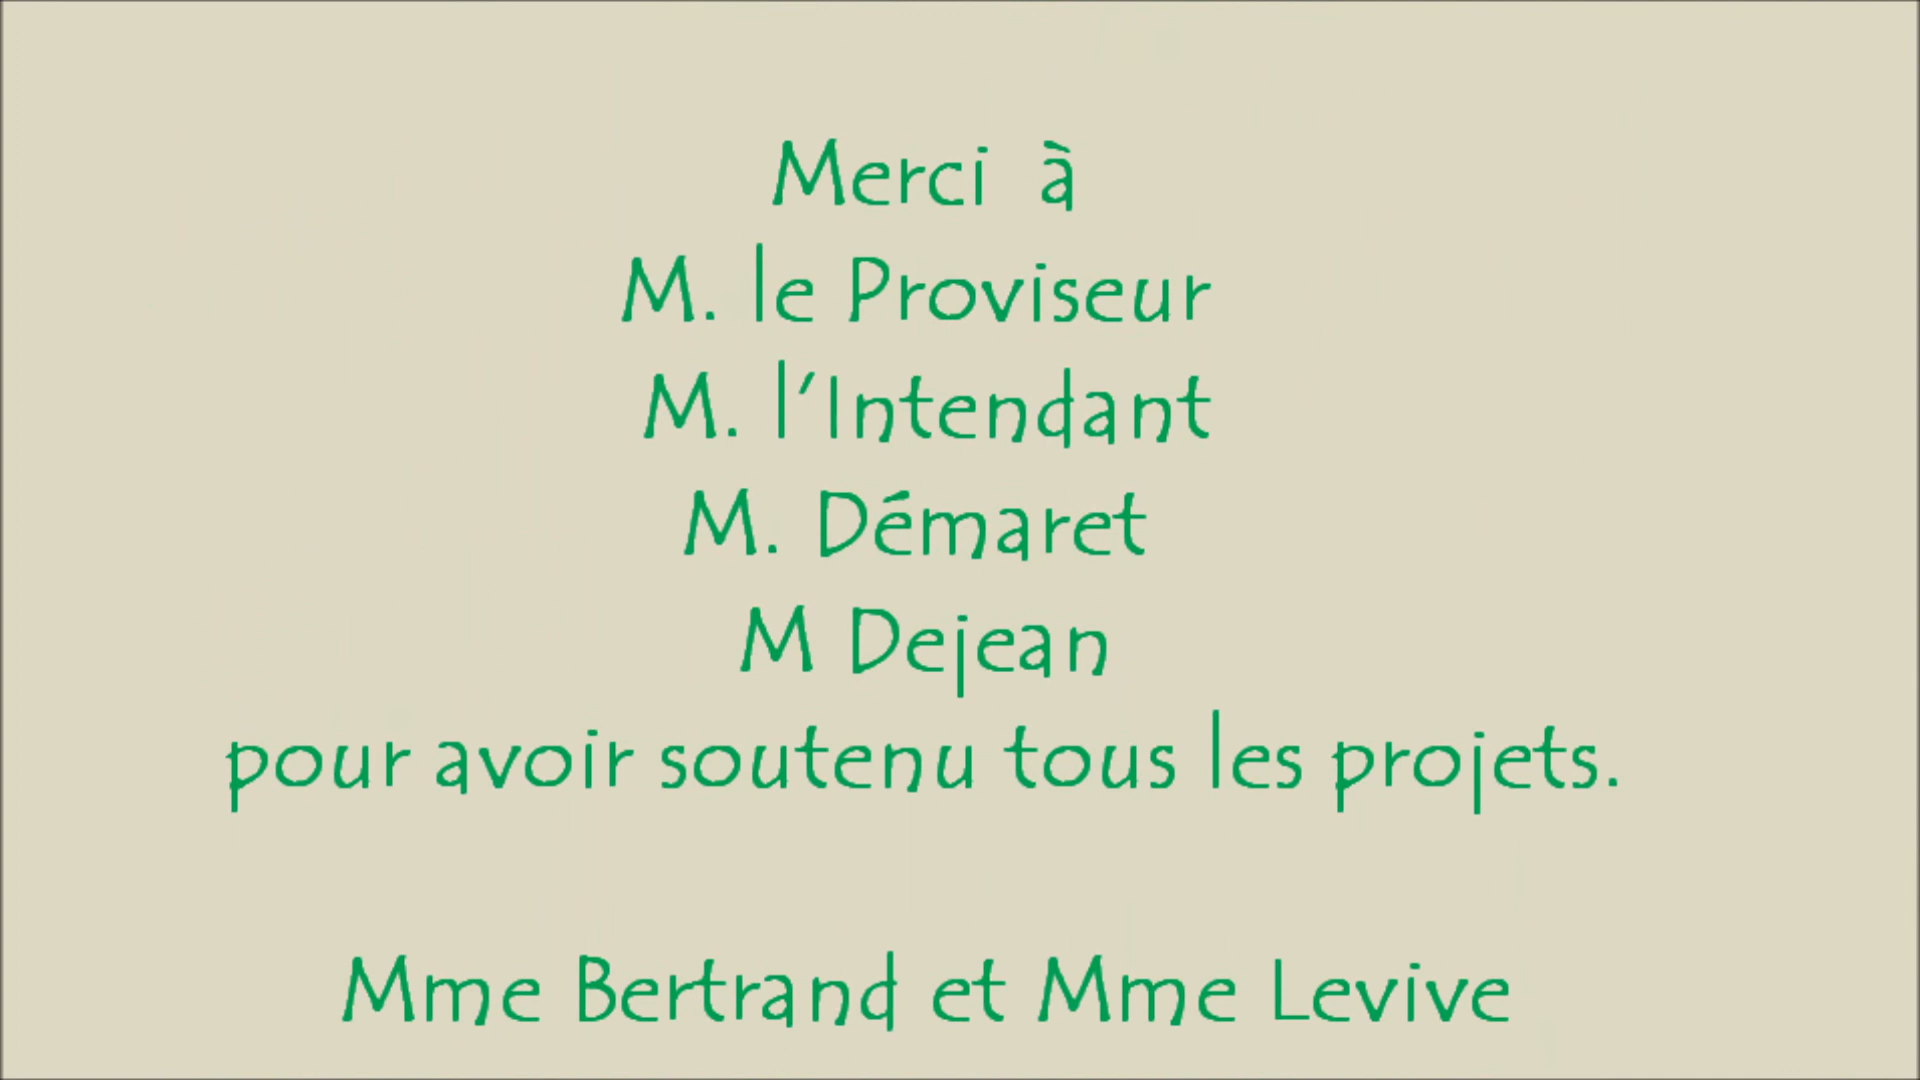 Merci à
M. le Proviseur
M. l'Intendant
M. Démaret
M Dejean
pour avoir soutenu tous les projets.
Mme Bertrand et Mme Levive